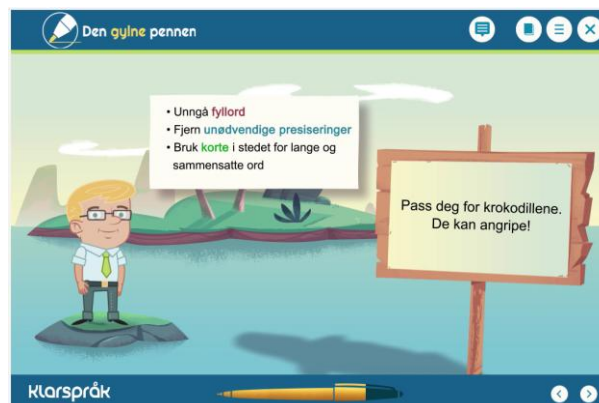 Den gylne pennen
• Unngå fyllord
• Fjern unødvendige presiseringer
• Bruk korte i stedet for lange og
sammensatte ord
Pass deg for krokodillene.
De kan angripe!
Klarspråk